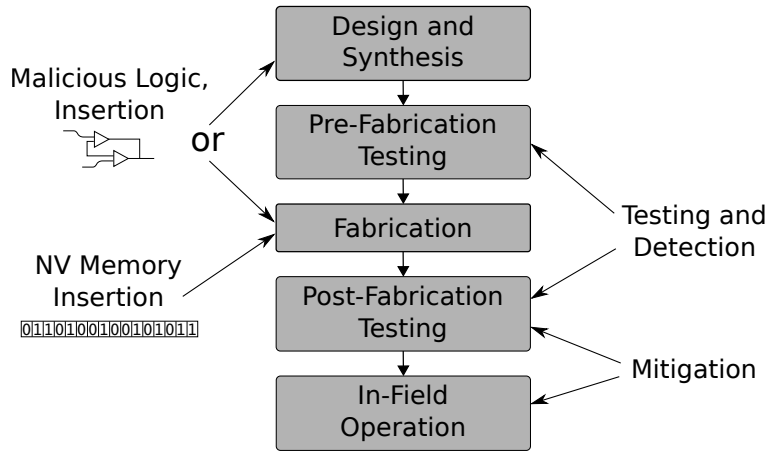 Design and
Synthesis
Malicious Logic,
Insertion
or
Pre-Fabrication
Testing
Fabrication
Testing and
Detection
NV Memory
Insertion
0110100100101011
Post-Fabrication
Testing
Mitigation
In-Field
Operation